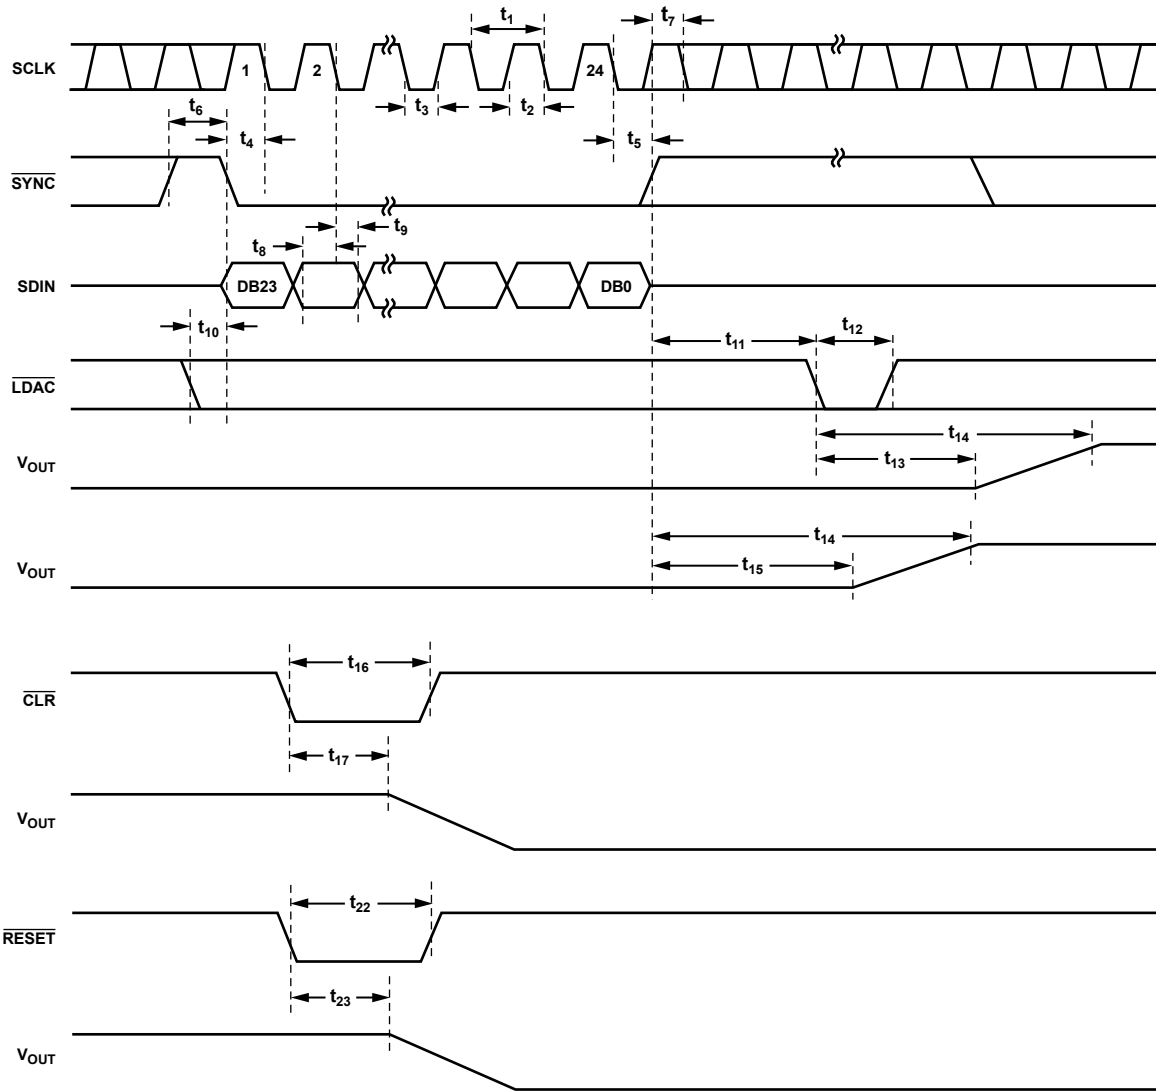 t1
t7
SCLK
1
2
24
t3
t2
t6
t4
t5
SYNC
t9
t8
SDIN
DB23
DB0
t10
t11
t12
LDAC
t14
t13
VOUT
t14
t15
VOUT
t16
CLR
t17
VOUT
t22
RESET
t23
VOUT